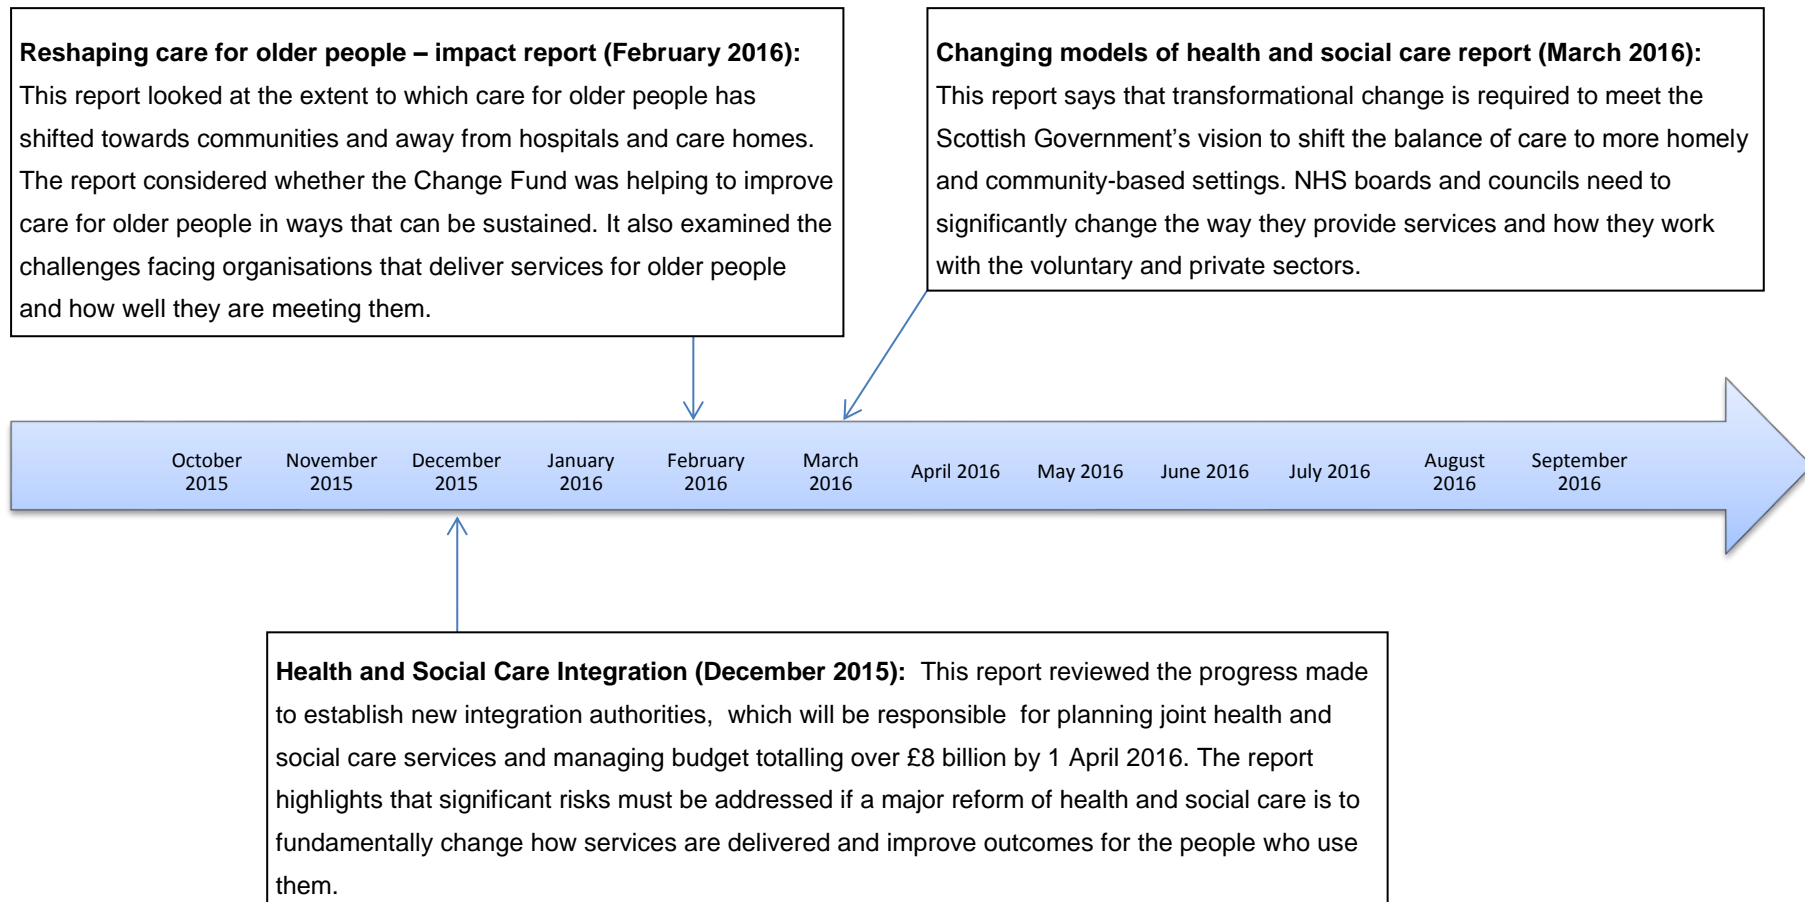 Reshaping care for older people – impact report (February 2016):
This report looked at the extent to which care for older people has
shifted towards communities and away from hospitals and care homes.
The report considered whether the Change Fund was helping to improve
care for older people in ways that can be sustained. It also examined the
challenges facing organisations that deliver services for older people
and how well they are meeting them.
Changing models of health and social care report (March 2016):
This report says that transformational change is required to meet the
Scottish Government’s vision to shift the balance of care to more homely
and community-based settings. NHS boards and councils need to
significantly change the way they provide services and how they work
with the voluntary and private sectors.
October
2015
November
2015
December
2015
January
2016
February
2016
March
2016
April 2016
May 2016
June 2016
July 2016
August
2016
September
2016
Health and Social Care Integration (December 2015):  This report reviewed the progress made
to establish new integration authorities,  which will be responsible  for planning joint health and
social care services and managing budget totalling over £8 billion by 1 April 2016. The report
highlights that significant risks must be addressed if a major reform of health and social care is to
fundamentally change how services are delivered and improve outcomes for the people who use
them.